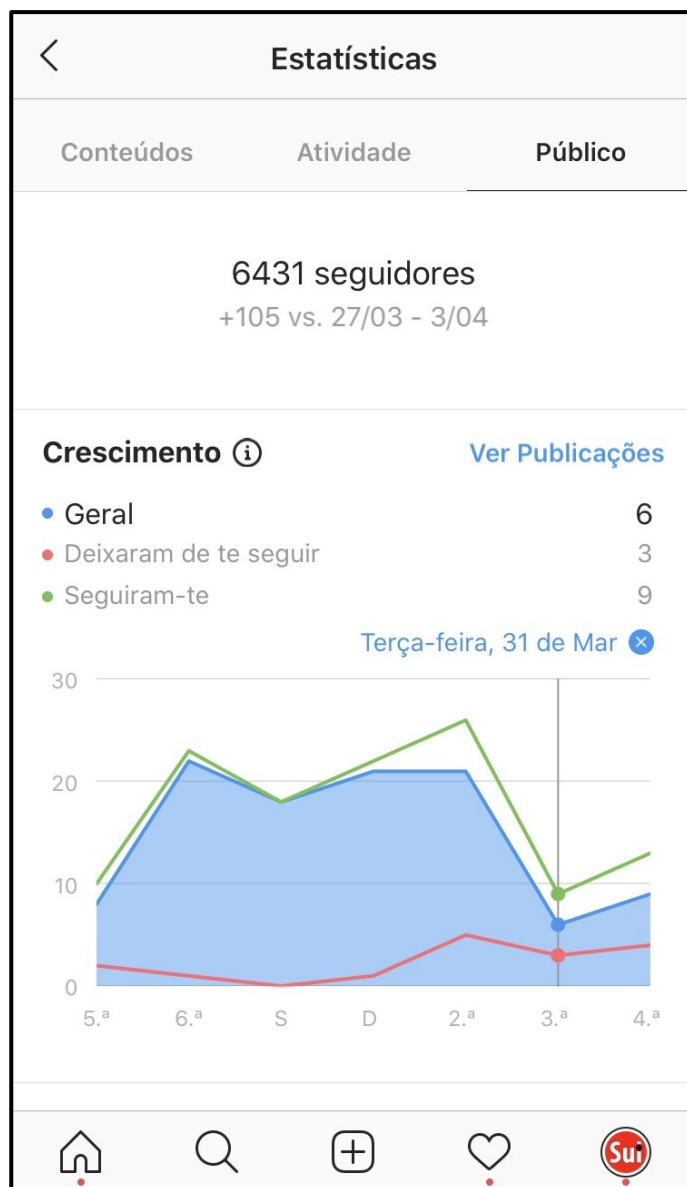 Estatísticas
Conteúdos Atividade Público
6431 seguidores
+105 vs. 27/03 - 3/04
Crescimento Ver Publicações
Geral 6
Deixaram de te seguir 3
Seguiram-te 9
Terça-feira, 31 de Mar
30
20
10
0
5.ª 6.ª S D 2.ª 3.ª 4.ª
Sui